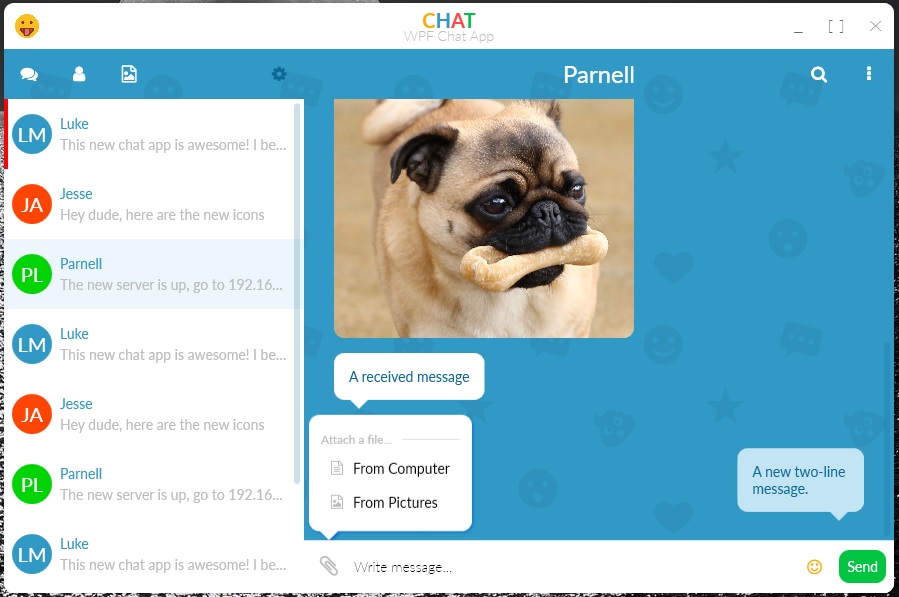 CHAT
WPF Chat App
Parnell
LM
Luke
This new chat app is awesome! I be...
JA
Jesse
Hey dude, here are the new icons
PL
Parnell
The new server is up, go to 192.16...
LM
Luke
This new chat app is awesome! I be...
JA
Jesse
Hey dude, here are the new icons
PL
Parnell
The new server is up, go to 192.16...
LM
Luke
This new chat app is awesome! I be...
A received message
Attach a file...
From Computer
From Pictures
A new two-line
message.
Write message...
Send